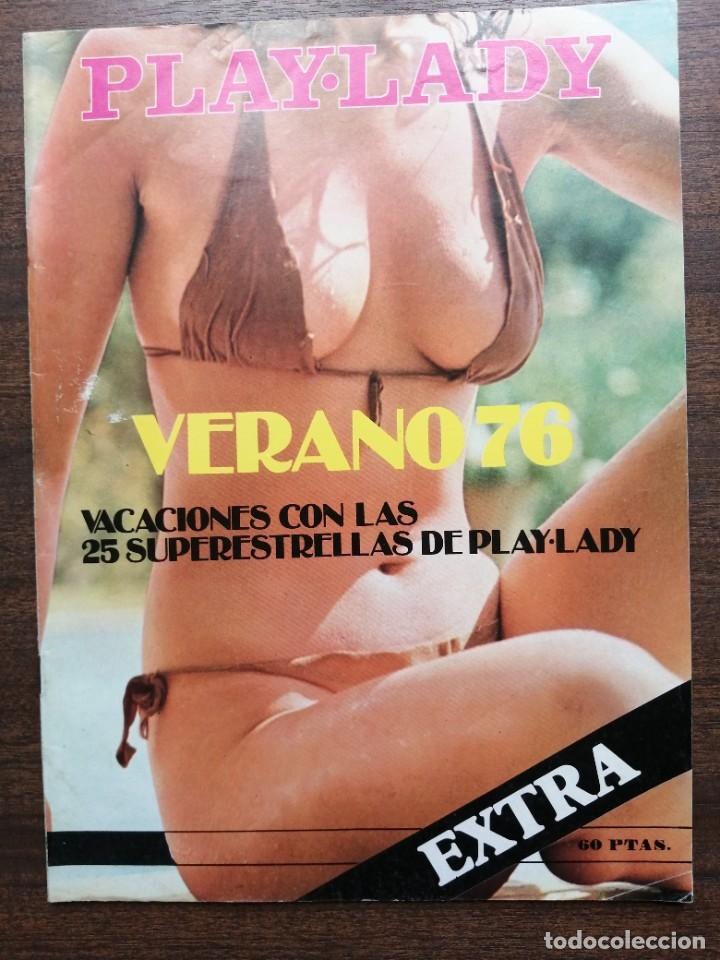 PLAY·LADY
VERANO 76
VACACIONES CON LAS
25 SUPERESTRELLAS DE PLAY·LADY
EXTRA
60 PTAS.
todocoleccion